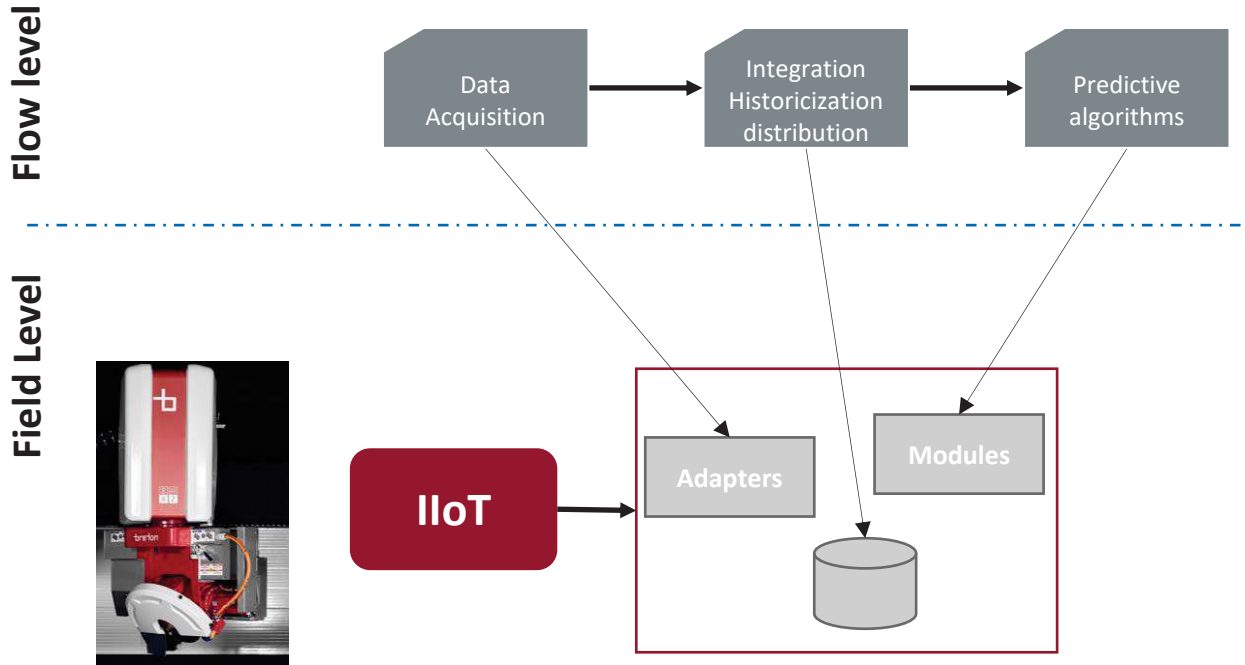 Flow level
Data
Acquisition
Integration
Historicization
distribution
Predictive
algorithms
Field Level
IIoT
Adapters
Modules
breton